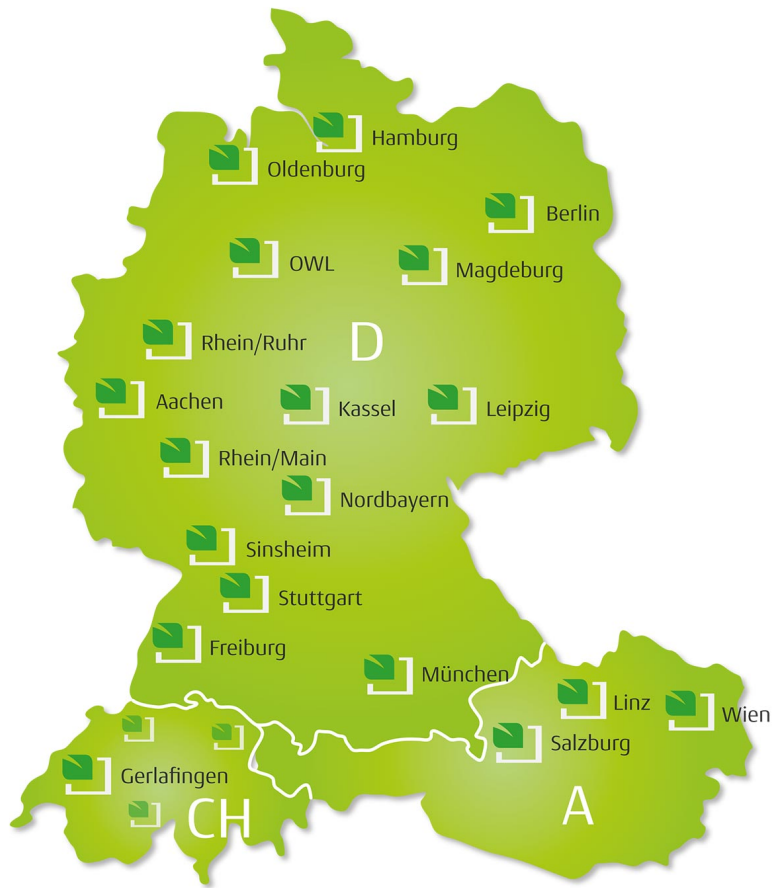 Hamburg
Oldenburg
Berlin
OWL
Magdeburg
Rhein/Ruhr
D
Aachen
Kassel
Leipzig
Rhein/Main
Nordbayern
Sinsheim
Stuttgart
Freiburg
München
Linz
Wien
Salzburg
Gerlafingen
CH
A